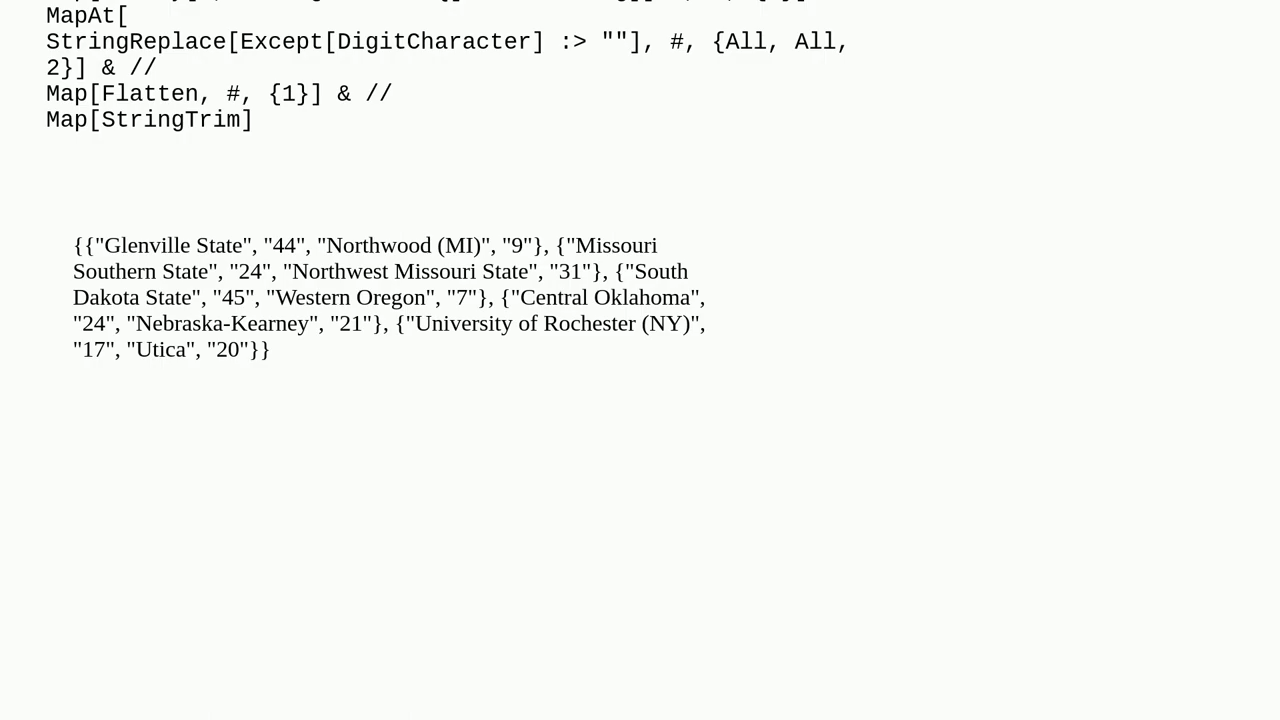 MapAt[
StringReplace[Except[DigitCharacter] :> ""], #, {All, All,
2}] & //
Map[Flatten, #, {1}] & //
Map[StringTrim]
{{"Glenville State", "44", "Northwood (MI)", "9"}, {"Missouri
Southern State", "24", "Northwest Missouri State", "31"}, {"South
Dakota State", "45", "Western Oregon", "7"}, {"Central Oklahoma",
"24", "Nebraska-Kearney", "21"}, {"University of Rochester (NY)",
"17", "Utica", "20"}}